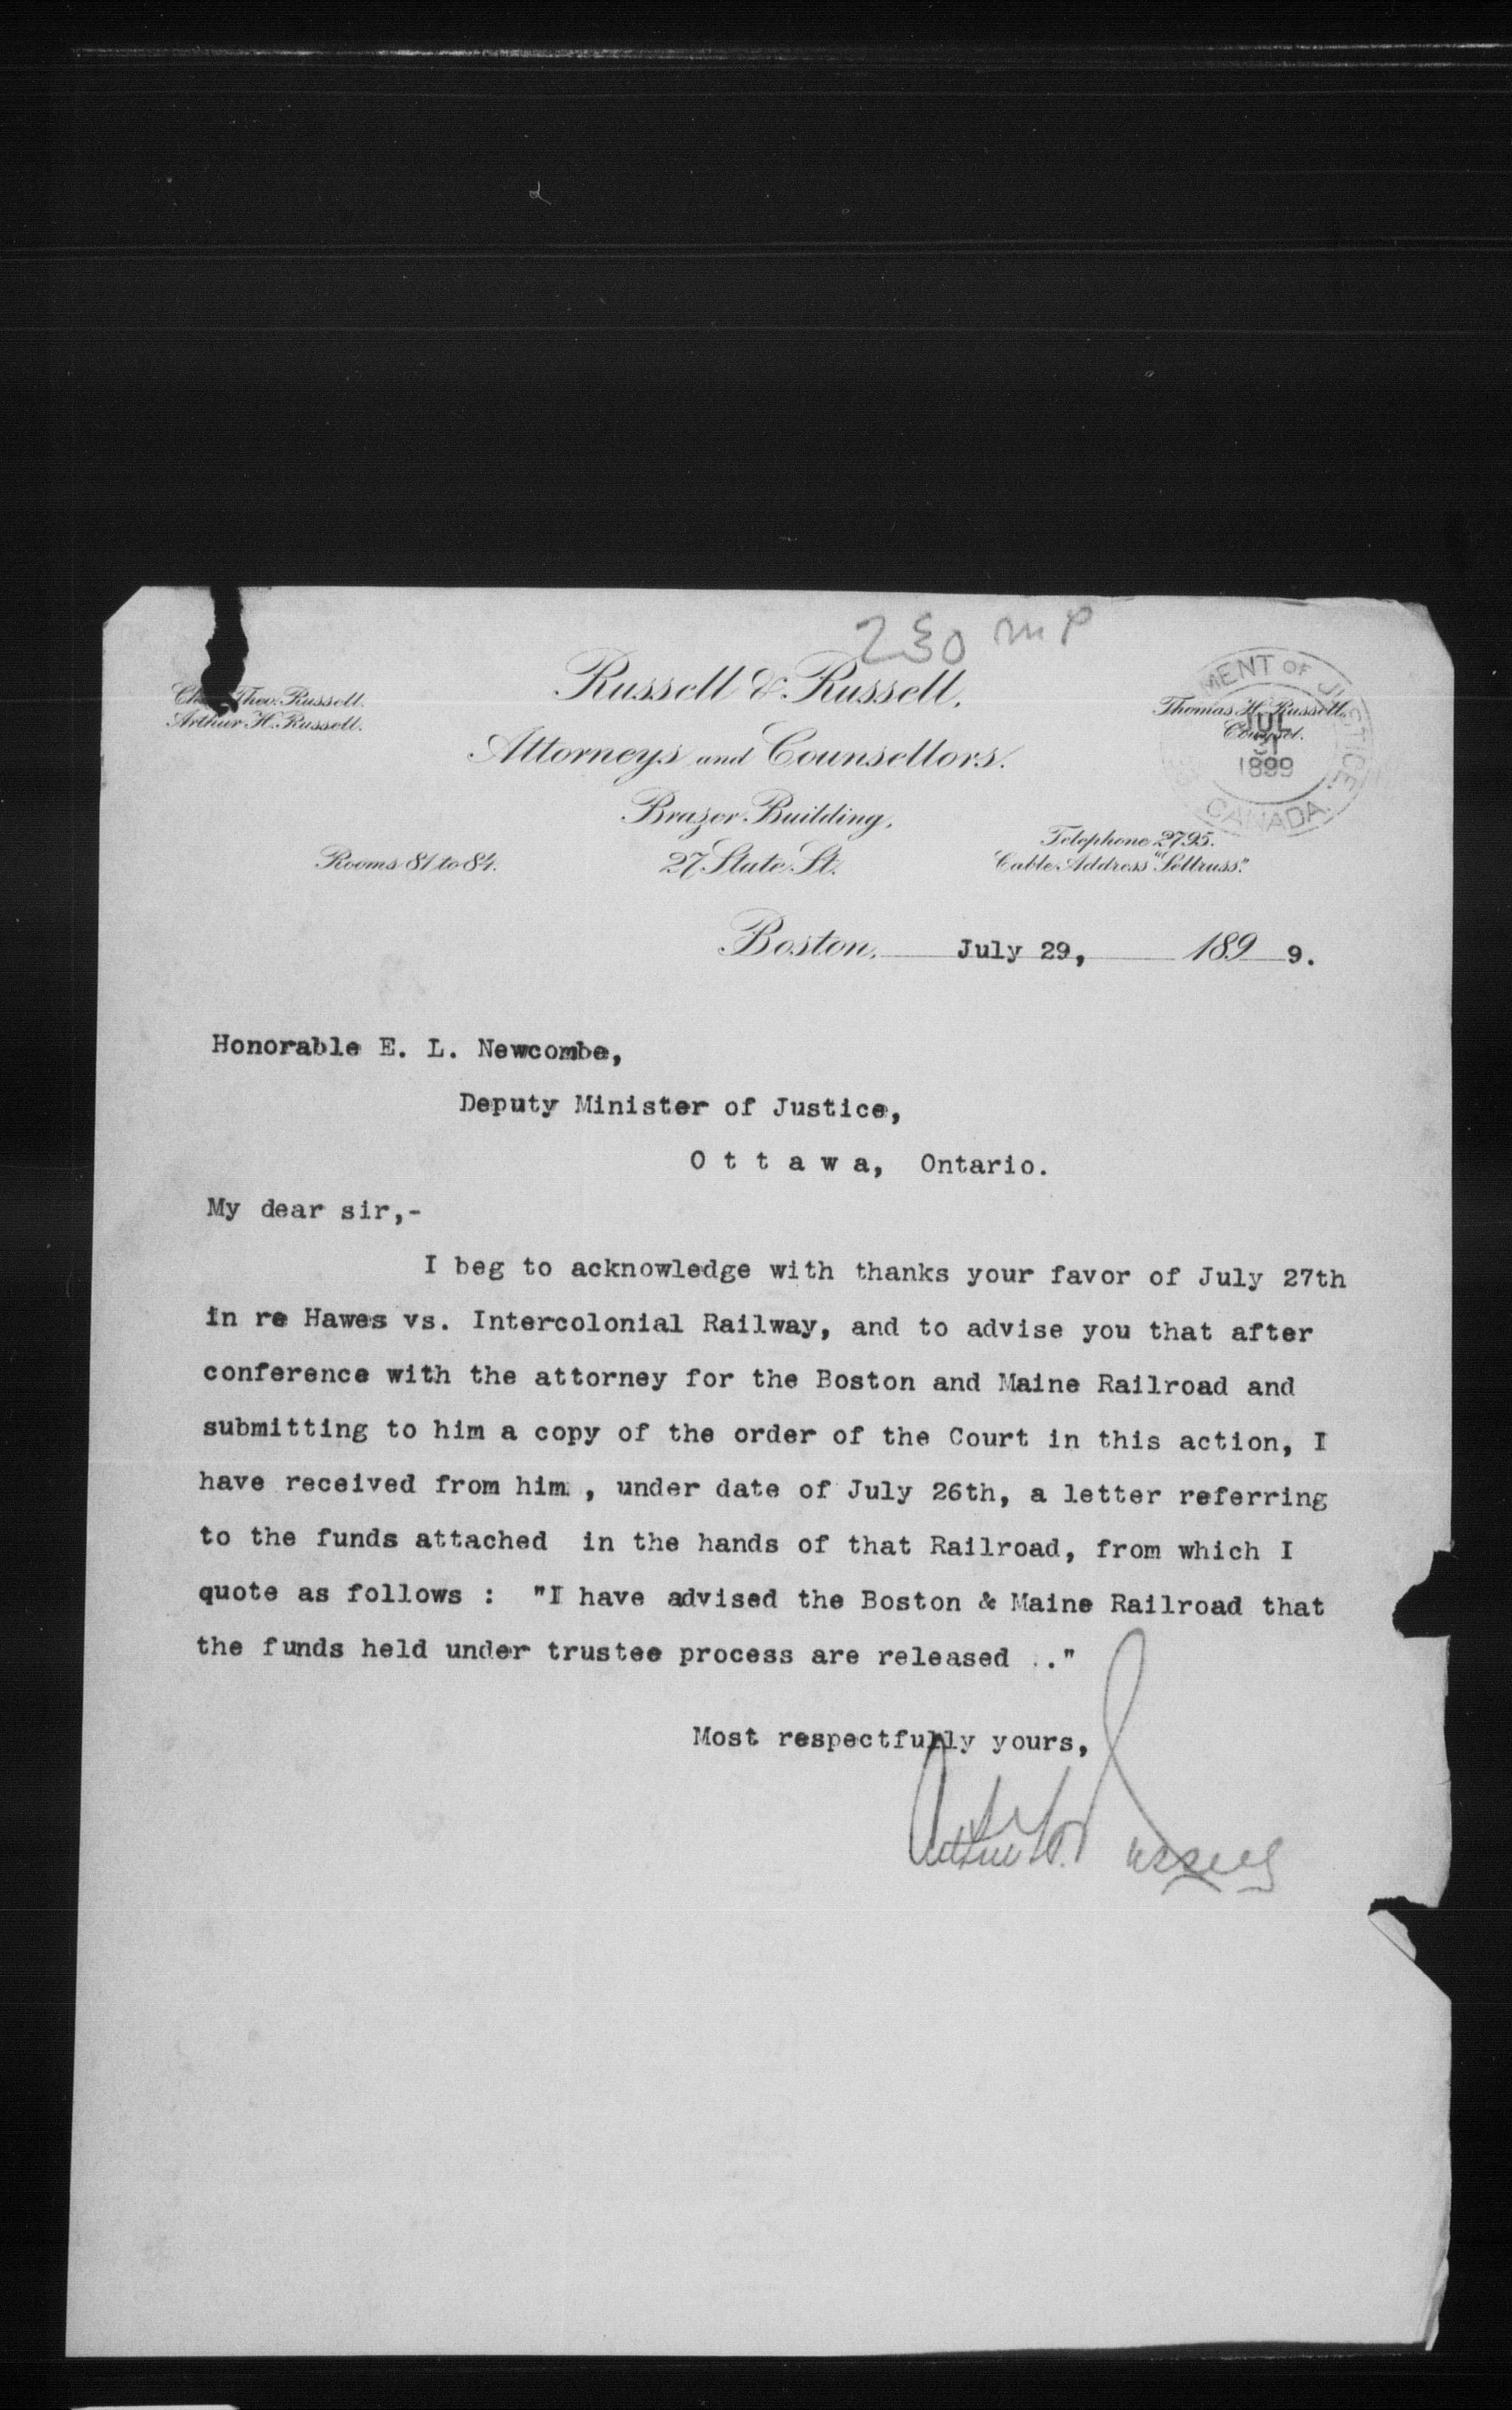 230 mp
Russell & Russell,
Attorneys and Counsellors.
Brazer Building,
27 State St.
Theo. Russell.
Arthur H. Russell.
Thomas H. Russell,
Counsel.
MENT OF JUSTICE,
JUL
31
1899
CANADA.
Rooms 81 to 84.
Telephone 2795.
Cable Address "Selltruss."
Boston, July 29, 1899.
Honorable E. L. Newcombe,
Deputy Minister of Justice,
O t t a w a, Ontario.
My dear sir,-
I beg to acknowledge with thanks your favor of July 27th
in re Hawes vs. Intercolonial Railway, and to advise you that after
conference with the attorney for the Boston and Maine Railroad and
submitting to him a copy of the order of the Court in this action, I
have received from him , under date of July 26th, a letter referring
to the funds attached in the hands of that Railroad, from which I
quote as follows : "I have advised the Boston & Maine Railroad that
the funds held under trustee process are released .."
Most respectfully yours,
Arthur H. Russell